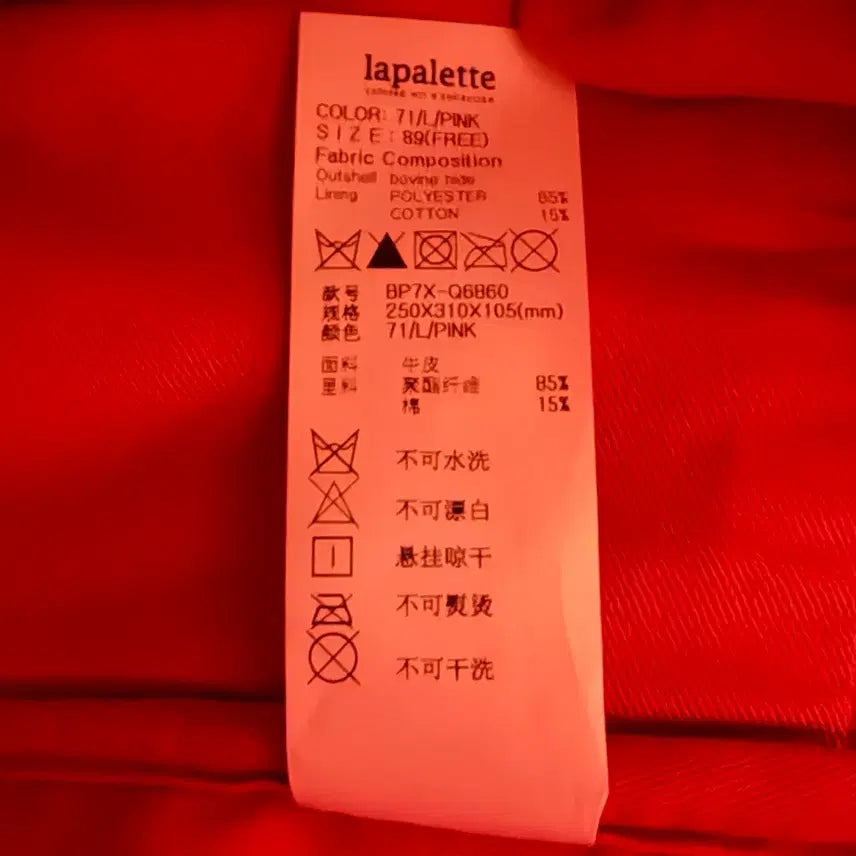 lapalette
COLOR: 71/L/PINK
SIZE: 89(FREE)
Fabric Composition
Outshell bovine hide
Lining POLYESTER 85%
COTTON 15%
款号 BP7X-Q6B60
规格 250X310X105(mm)
颜色 71/L/PINK
面料 牛皮
里料 聚酯纤维 85%
棉 15%
不可水洗
不可漂白
悬挂晾干
不可熨烫
不可干洗